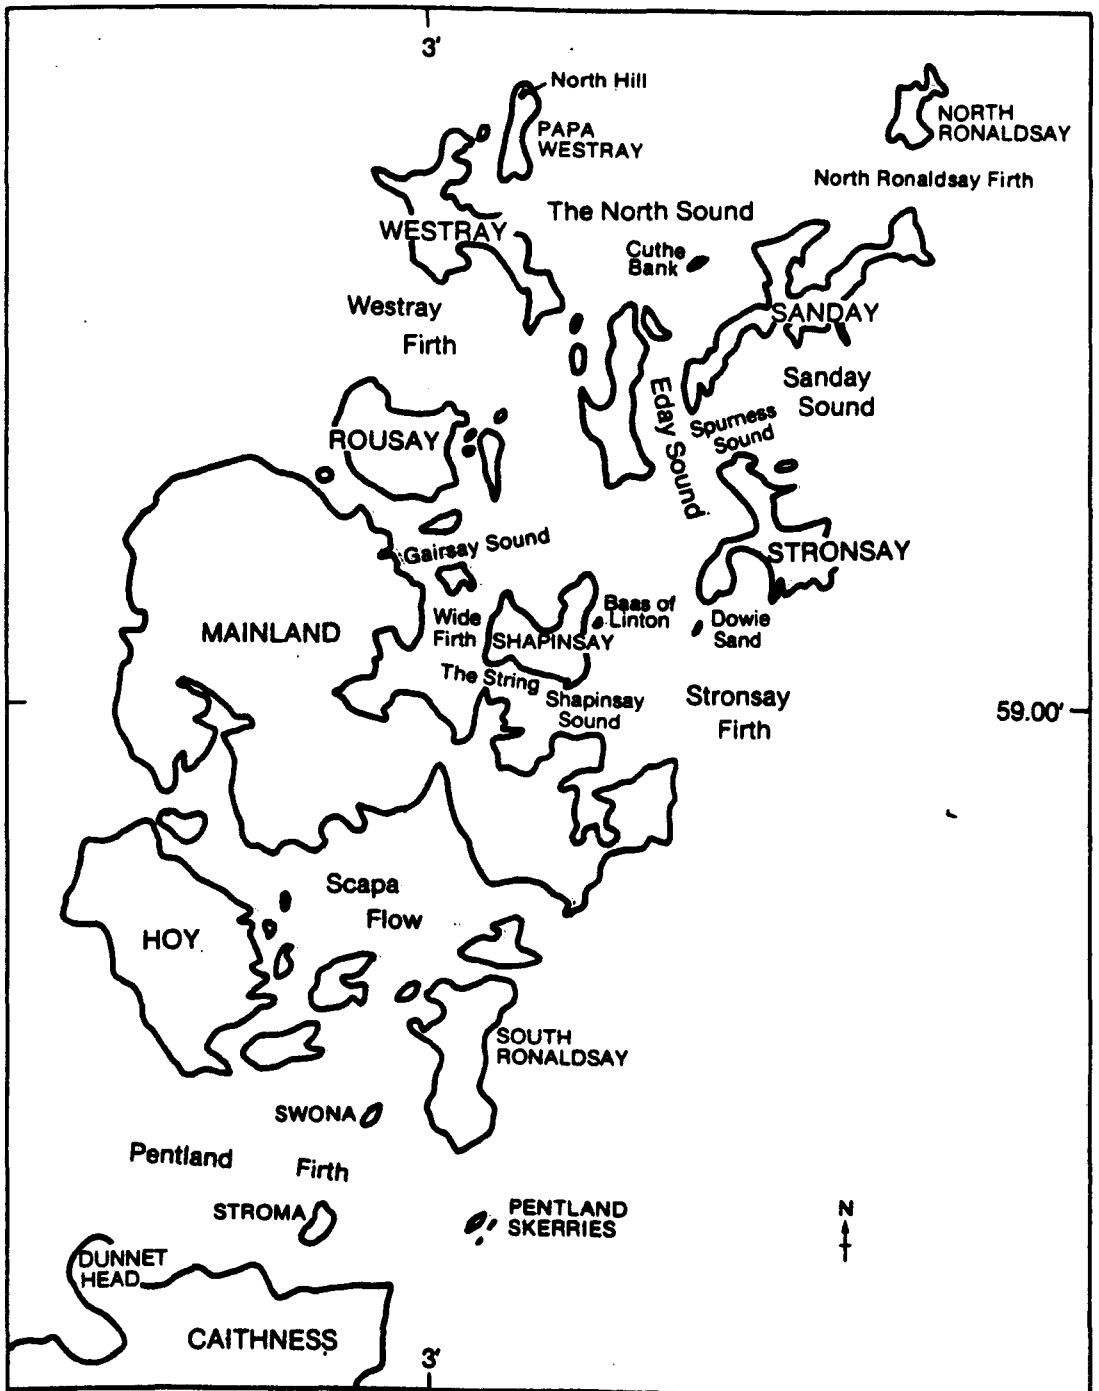 3′
North Hill
PAPA
WESTRAY
NORTH
RONALDSAY
North Ronaldsay Firth
WESTRAY
The North Sound
Cuthe
Bank
Westray
Firth
SANDAY
Sanday
Sound
Eday Sound
Spurness
Sound
ROUSAY
Gairsay Sound
STRONSAY
MAINLAND
Wide
Firth
SHAPINSAY
Baas of
Linton
Dowie
Sand
The String
Shapinsay
Sound
Stronsay
Firth
59.00′
Scapa
Flow
HOY
SOUTH
RONALDSAY
SWONA
Pentland
Firth
STROMA
PENTLAND
SKERRIES
N
DUNNET
HEAD
CAITHNESS
3′